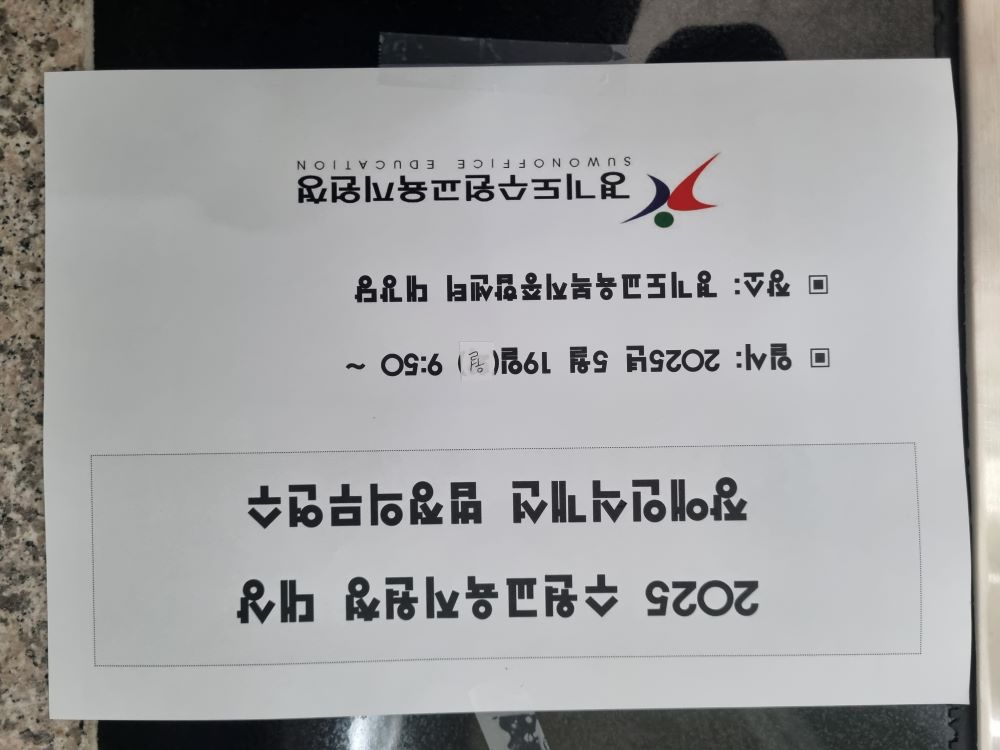 2025 수원교육지원청 대상
장애인식개선 법정의무연수
▣ 일시: 2025년 5월 19일(월) 9:50 ~
▣ 장소: 경기도교육복지종합센터 대강당
경기도수원교육지원청
SUWONOFFICE EDUCATION